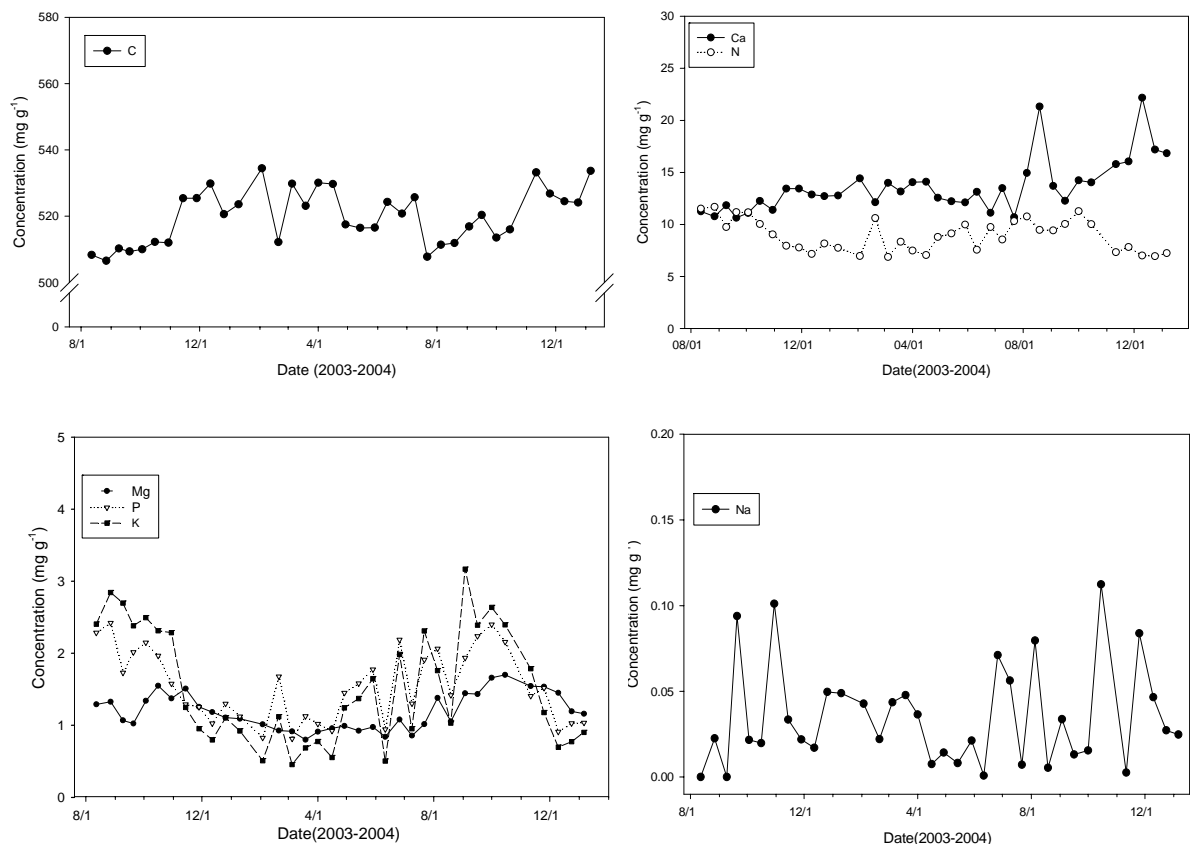 580
560
540
520
500
0
Concentration (mg g-1)
C
8/1 12/1 4/1 8/1 12/1
Date (2003-2004)
30
25
20
15
10
5
0
Concentration (mg g-1)
Ca
N
08/01 12/01 04/01 08/01 12/01
Date(2003-2004)
5
4
3
2
1
0
Concentration (mg g-1)
Mg
P
K
8/1 12/1 4/1 8/1 12/1
Date(2003-2004)
0.20
0.15
0.10
0.05
0.00
Concentration (mg g
Na
8/1 12/1 4/1 8/1 12/1
Date(2003-2004)